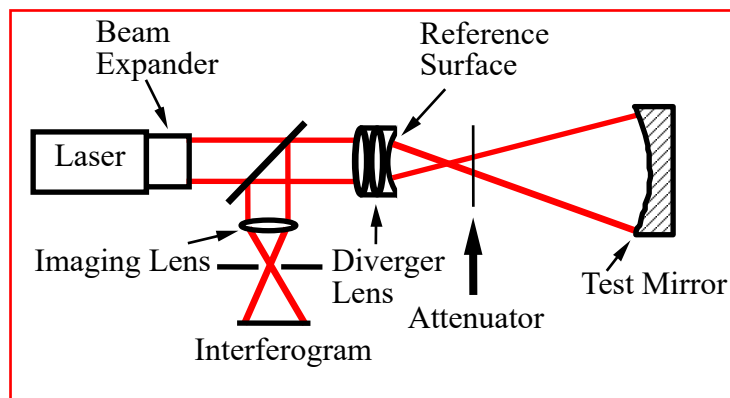 Beam
Expander
Reference
Surface
Laser
Imaging Lens
Diverger
Lens
Test Mirror
Attenuator
Interferogram